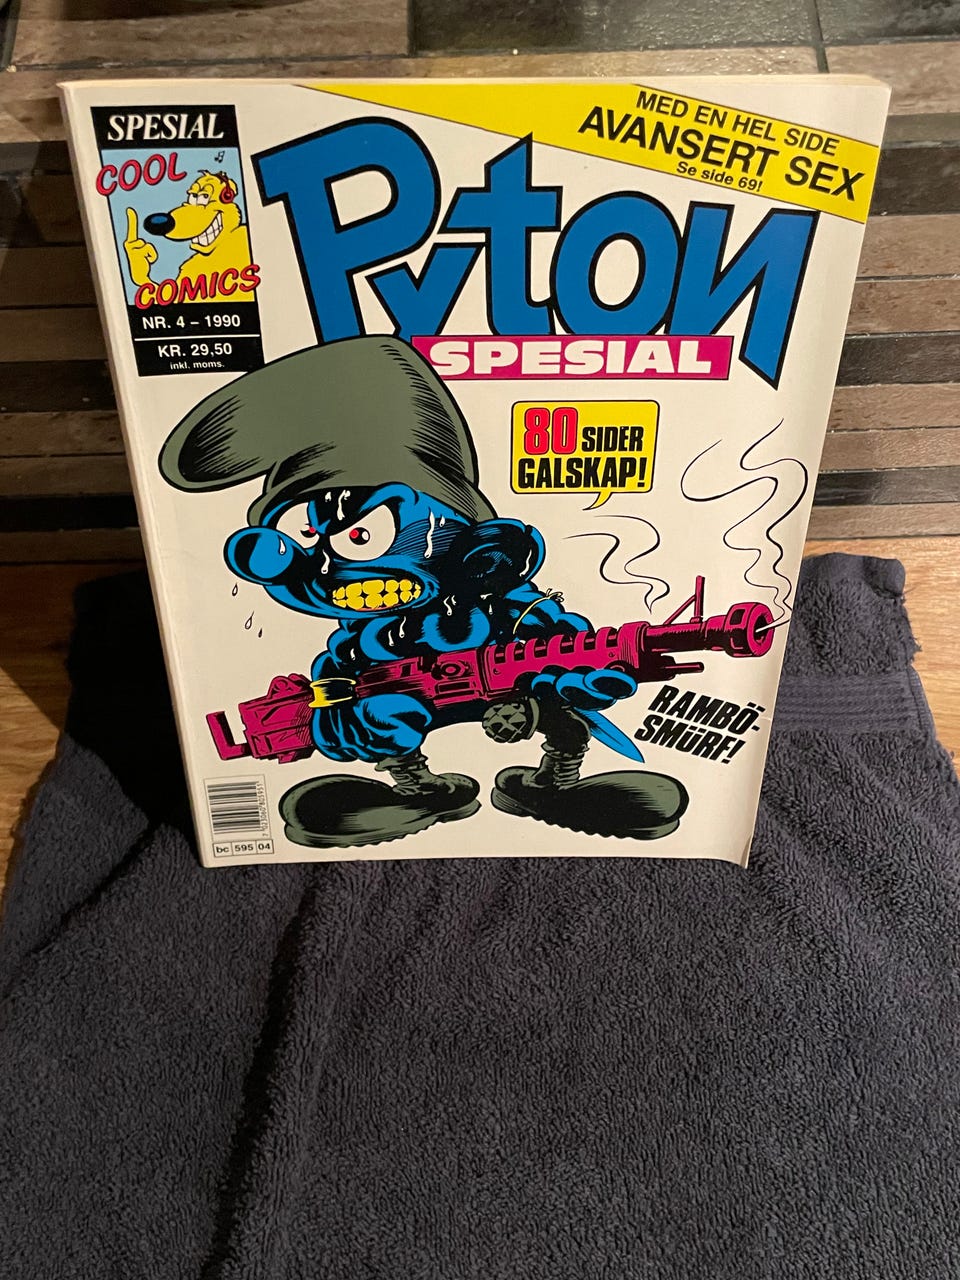 SPESIAL
COOL
COMICS
NR. 4 – 1990
KR. 29,50
inkl. moms.
MED EN HEL SIDE
AVANSERT SEX
Se side 69!
Pyton
SPESIAL
80 SIDER
GALSKAP!
RAMBÖ-
SMÜRF!
bc 595 04